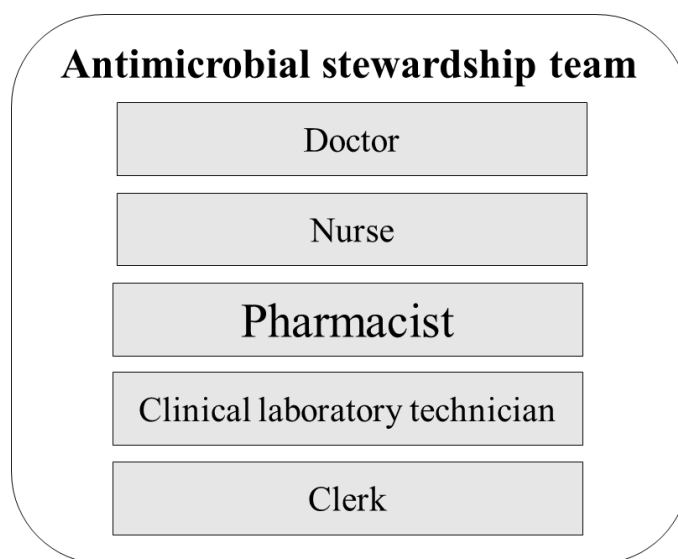 Antimicrobial stewardship team
Doctor
Nurse
Pharmacist
Clinical laboratory technician
Clerk